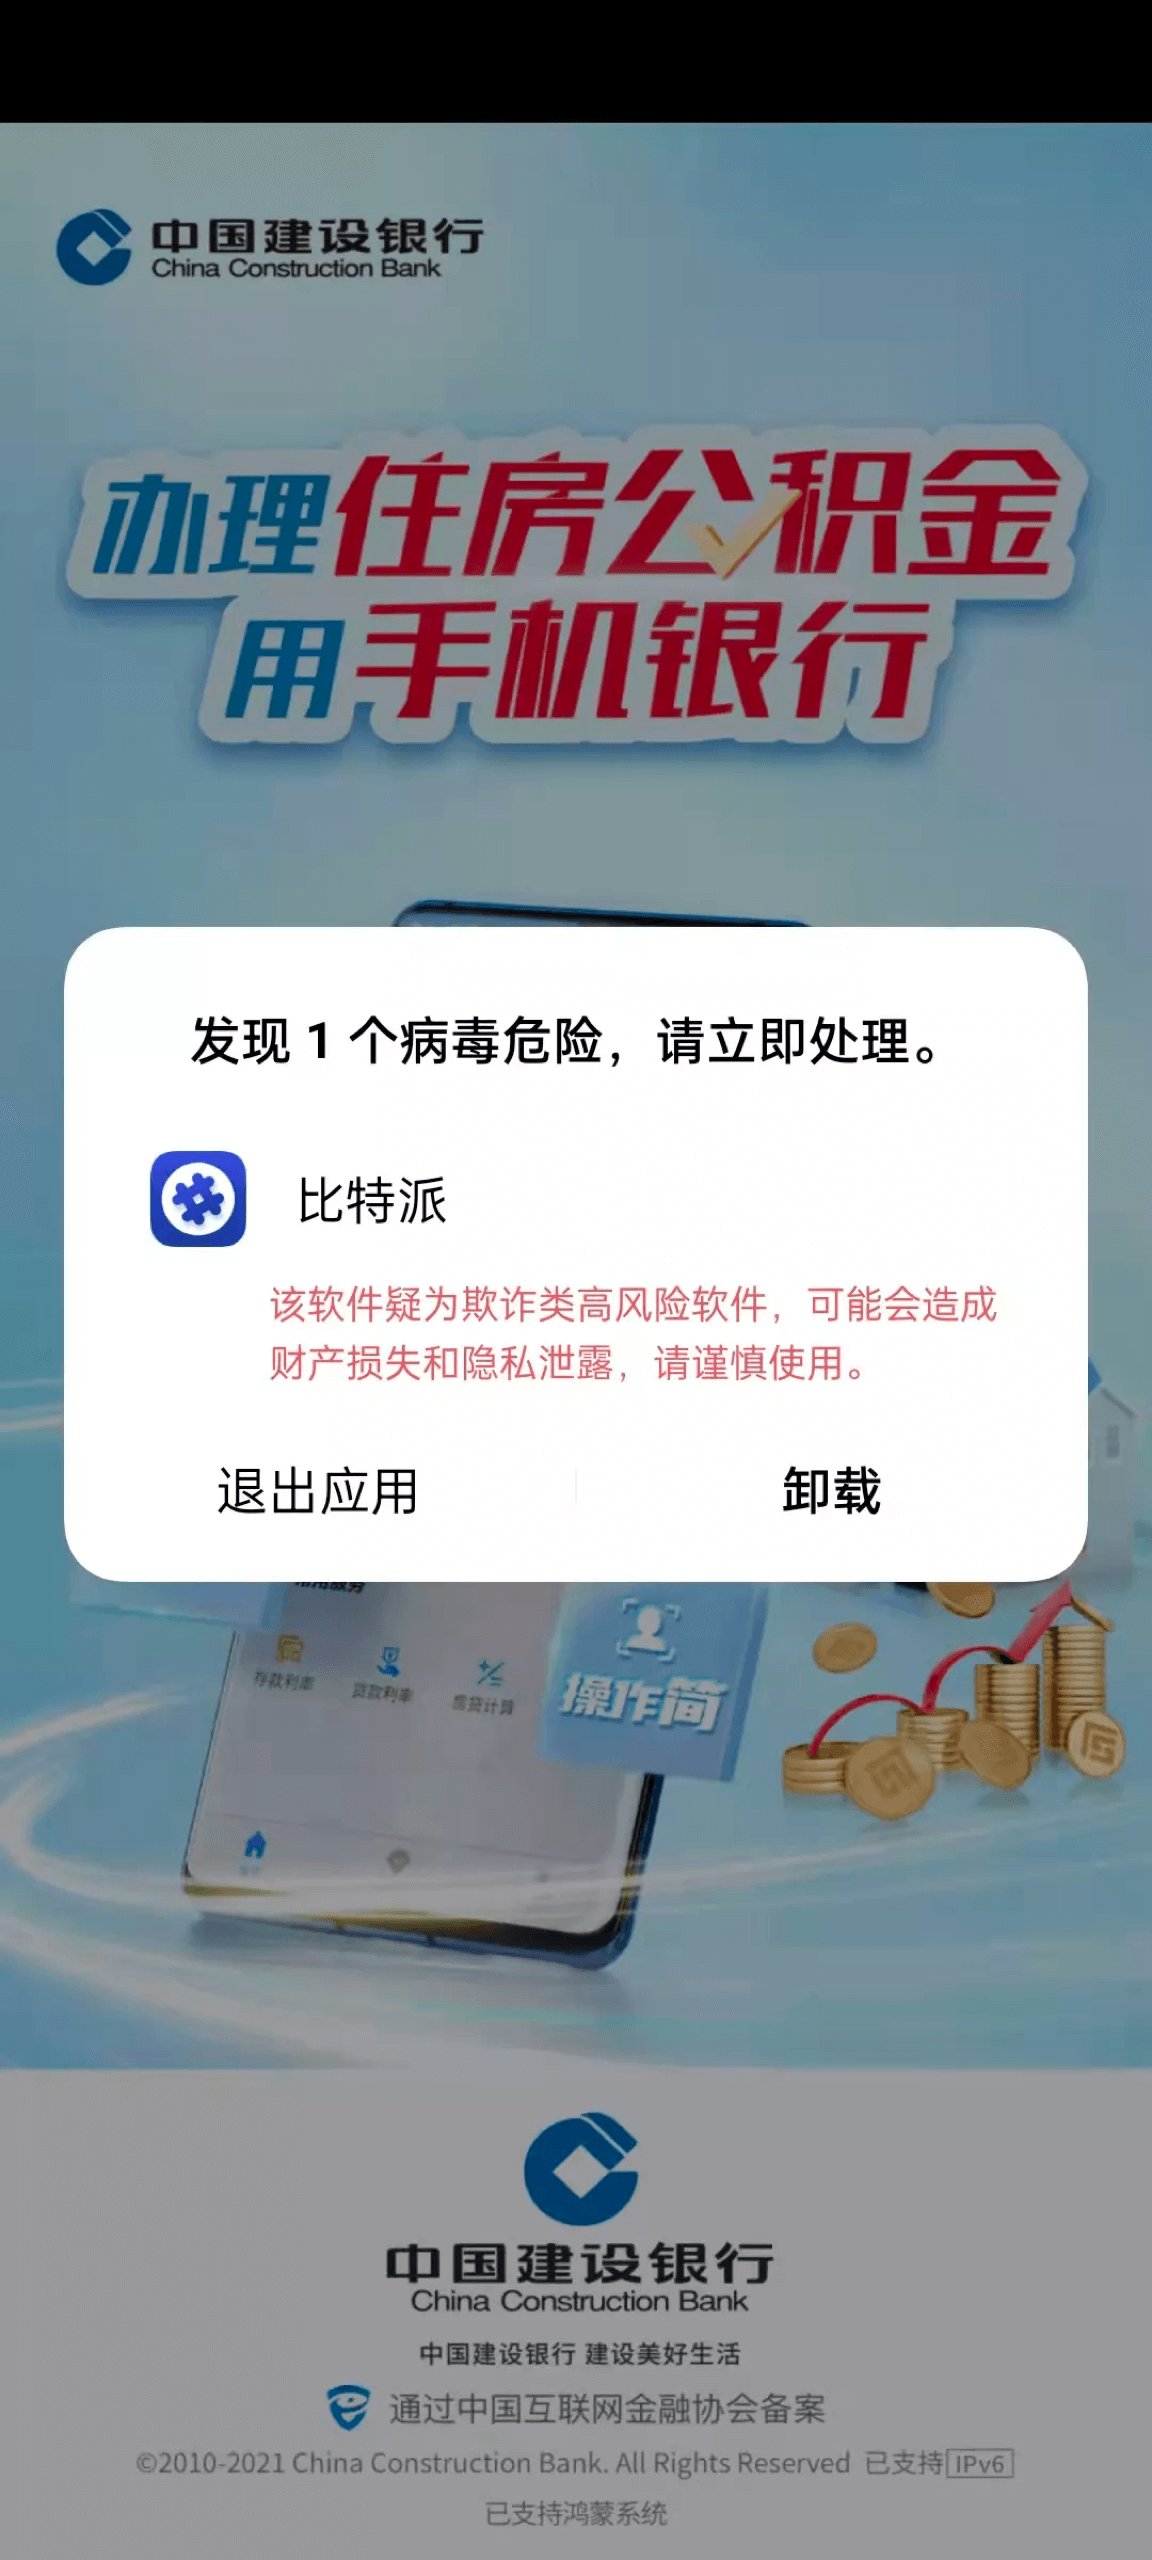 中国建设银行
China Construction Bank
办理住房公积金
用手机银行
发现 1 个病毒危险，请立即处理。
比特派
该软件疑为欺诈类高风险软件，可能会造成
财产损失和隐私泄露，请谨慎使用。
退出应用
卸载
存款利率
贷款利率
房贷计算
操作简
中国建设银行
China Construction Bank
中国建设银行 建设美好生活
通过中国互联网金融协会备案
©2010-2021 China Construction Bank. All Rights Reserved 已支持 IPv6
已支持鸿蒙系统